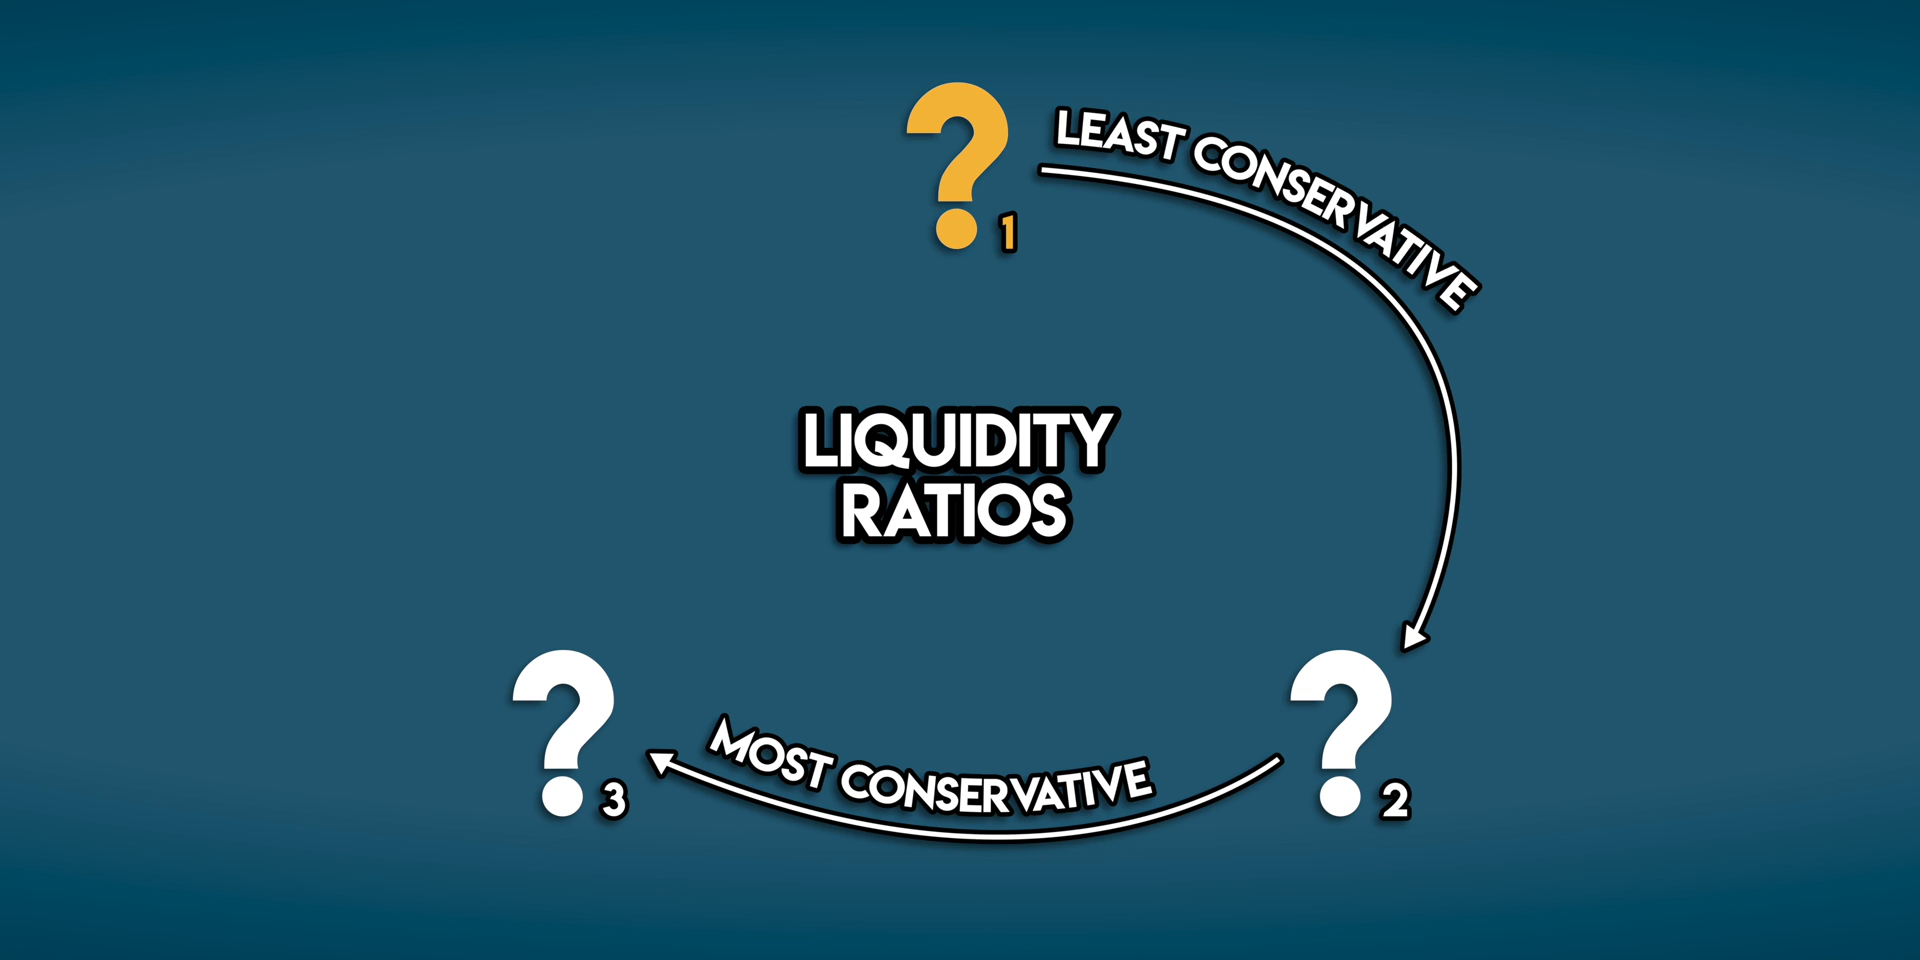 ?
1
LEAST CONSERVATIVE
LIQUIDITY
RATIOS
?
3
MOST CONSERVATIVE
?
2